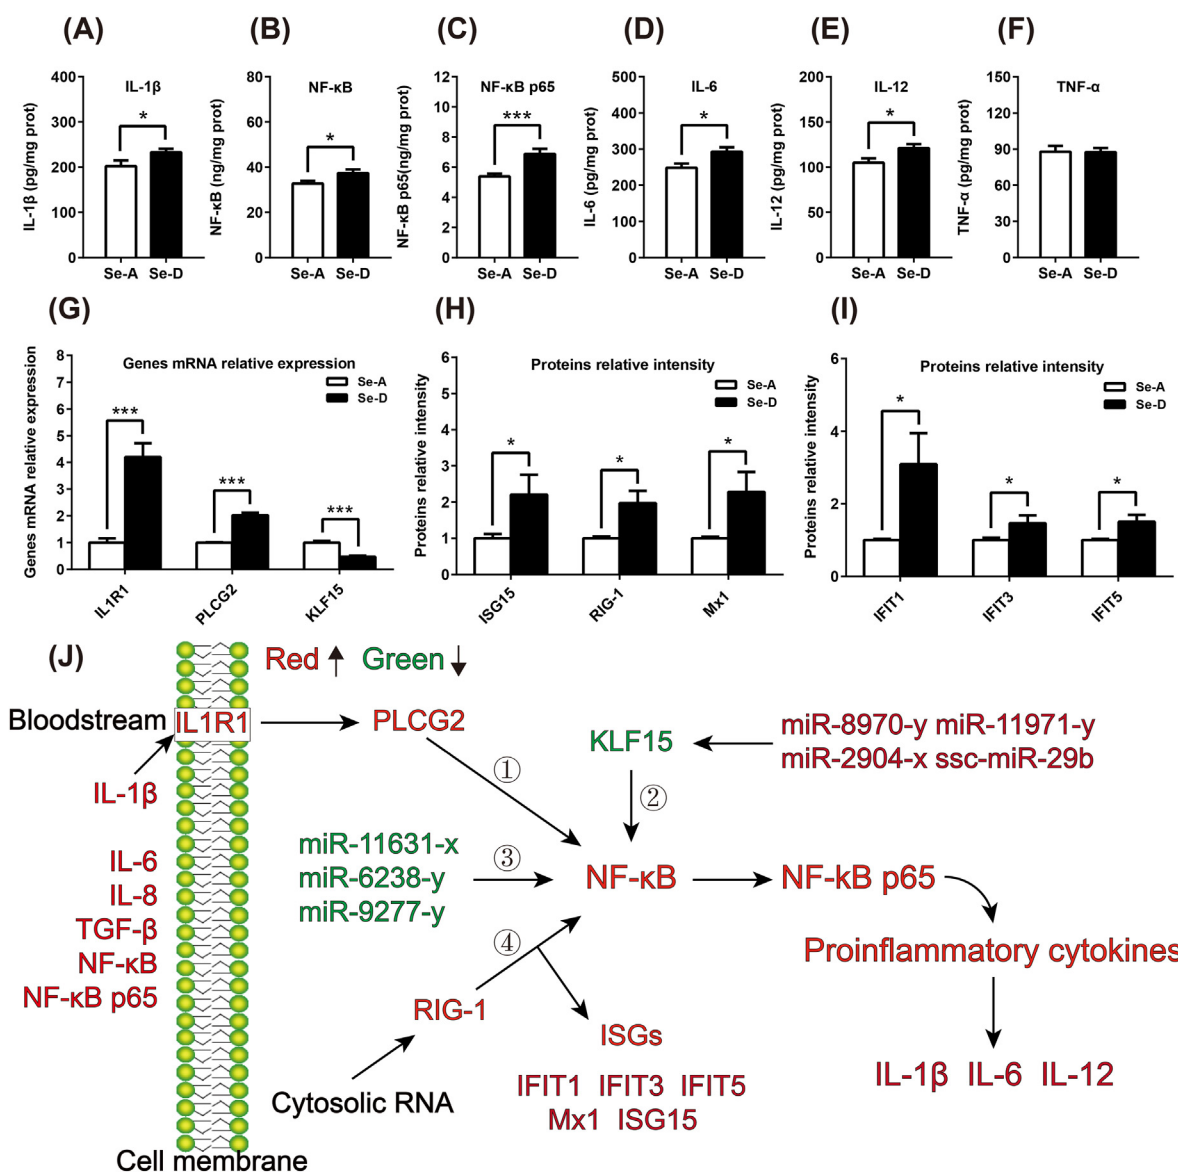 (A) (B) (C) (D) (E) (F)
IL-1β
IL-1β (pg/mg prot)
400
300
200
100
0
*
Se-A Se-D
NF-κB
NF-κB (ng/mg prot)
80
60
40
20
0
*
Se-A Se-D
NF-κB p65
NF-κB p65(ng/mg prot)
12
10
8
6
4
2
0
***
Se-A Se-D
IL-6
IL-6 (pg/mg prot)
500
400
300
200
100
0
*
Se-A Se-D
IL-12
IL-12 (pg/mg prot)
200
150
100
50
0
*
Se-A Se-D
TNF-α
TNF-α (pg/mg prot)
150
120
90
60
30
0
Se-A Se-D
(G)
Genes mRNA relative expression
Genes mRNA relative expression
8
7
6
5
4
3
2
1
0
Se-A
Se-D
***
***
***
IL1R1
PLCG2
KLF15
(H)
Proteins relative intensity
Proteins relative intensity
6
5
4
3
2
1
0
Se-A
Se-D
*
*
*
ISG15
RIG-1
Mx1
(I)
Proteins relative intensity
Proteins relative intensity
6
4
2
0
Se-A
Se-D
*
*
*
IFIT1
IFIT3
IFIT5
(J)
Red Green
Bloodstream IL1R1
PLCG2
KLF15
miR-8970-y miR-11971-y
miR-2904-x ssc-miR-29b
IL-1β
①
②
miR-11631-x
miR-6238-y
miR-9277-y
③
NF-κB
NF-kB p65
IL-6
IL-8
TGF-β
NF-κB
NF-κB p65
④
Proinflammatory cytokines
RIG-1
ISGs
Cytosolic RNA
IFIT1 IFIT3 IFIT5
Mx1 ISG15
IL-1β IL-6 IL-12
Cell membrane